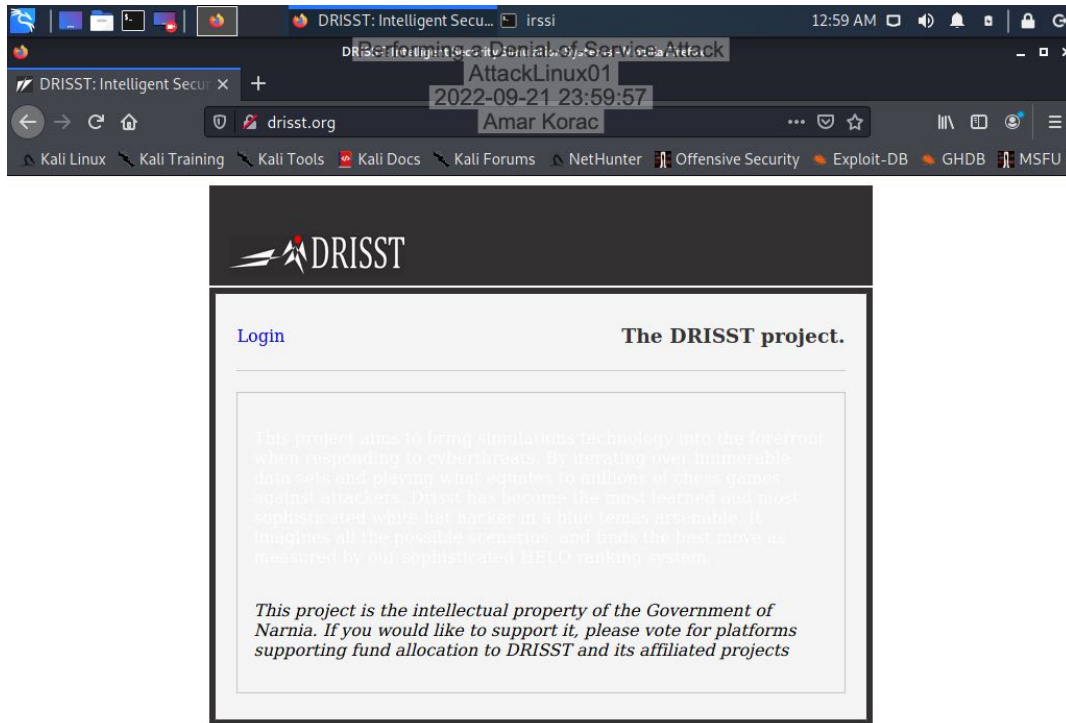 DRISST: Intelligent Secu... irssi 12:59 AM
Performing a Denial of Service Attack
AttackLinux01
2022-09-21 23:59:57
Amar Korac
DRISST: Intelligent Secur
drisst.org
Kali Linux Kali Training Kali Tools Kali Docs Kali Forums NetHunter Offensive Security Exploit-DB GHDB MSFU
DRISST
Login The DRISST project.
This project aims to bring simulations technology into the forefront
when responding to cyberthreats. By iterating over innumerable
data sets and playing what equates to millions of chess games
against attackers. Drisst has become the most learned and most
sophisticated white hat hacker in a blue temas arsenable. It
imagines all the possible scenarios, and finds the best move as
measured by our sophisticated HELO ranking system.
This project is the intellectual property of the Government of
Narnia. If you would like to support it, please vote for platforms
supporting fund allocation to DRISST and its affiliated projects